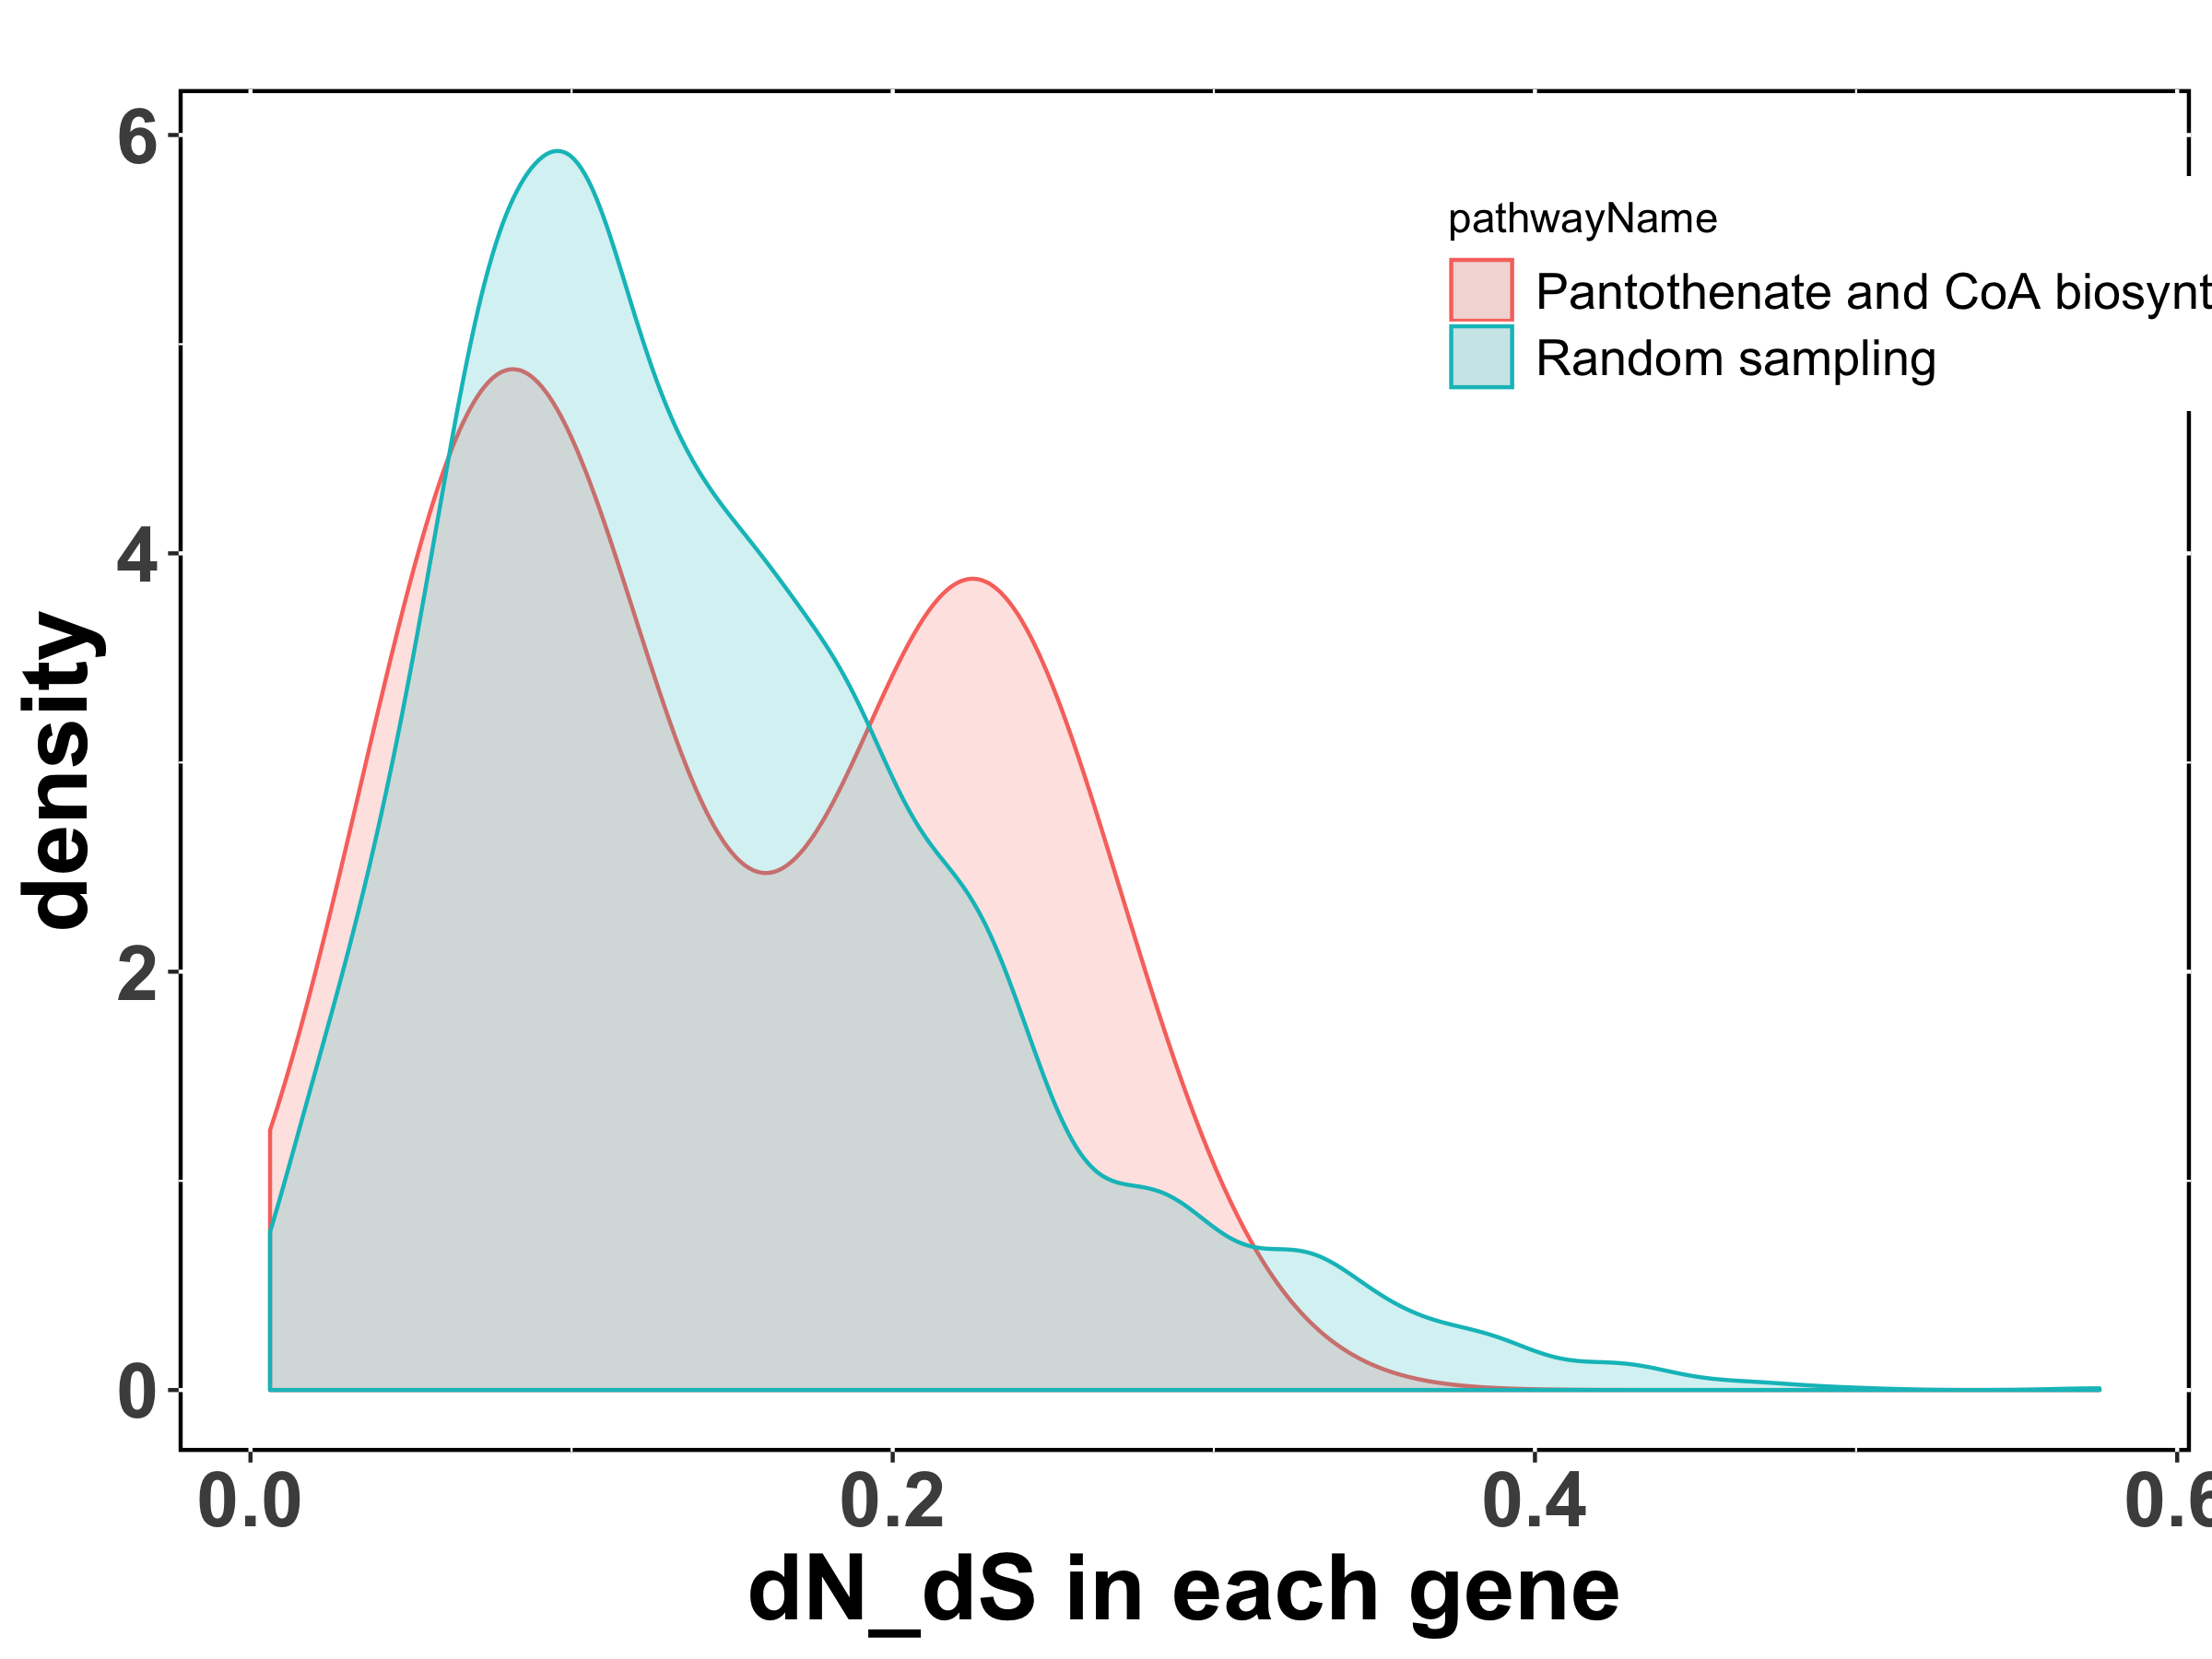 6
4
2
0
density
pathwayName
Pantothenate and CoA biosynt
Random sampling
0.0 0.2 0.4 0.6
dN_dS in each gene